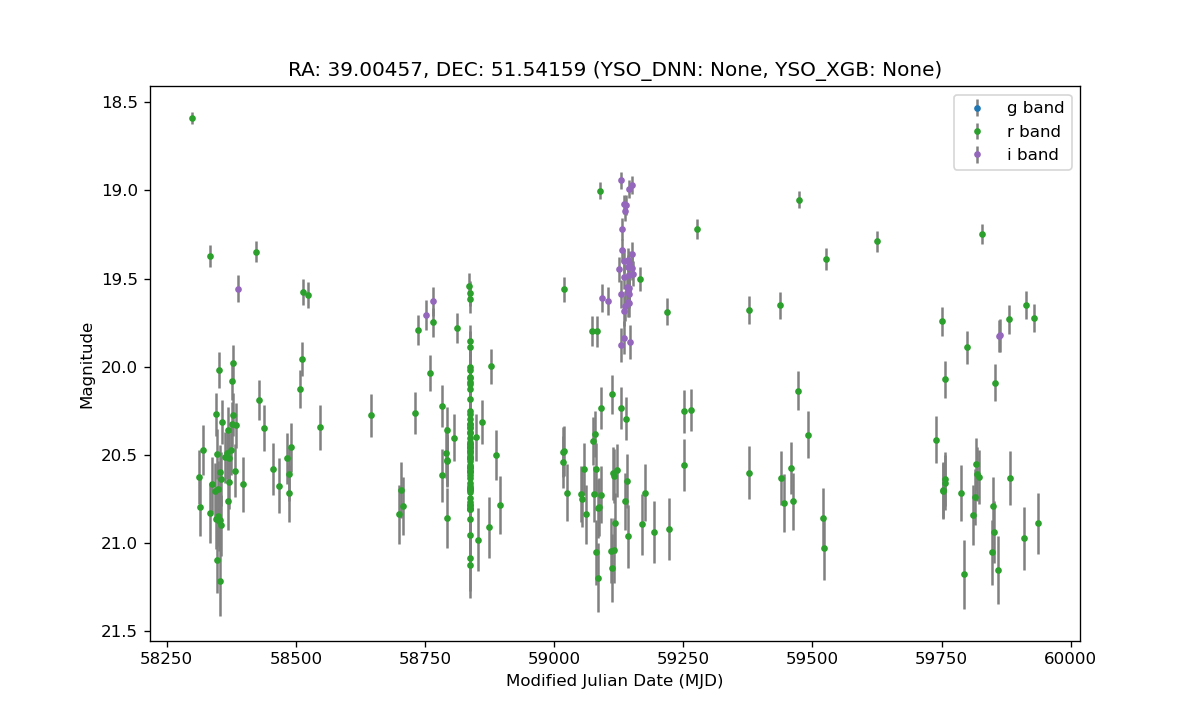 RA: 39.00457, DEC: 51.54159 (YSO_DNN: None, YSO_XGB: None)
g band
r band
i band
18.5
19.0
19.5
20.0
20.5
21.0
21.5
Magnitude
58250 58500 58750 59000 59250 59500 59750 60000
Modified Julian Date (MJD)